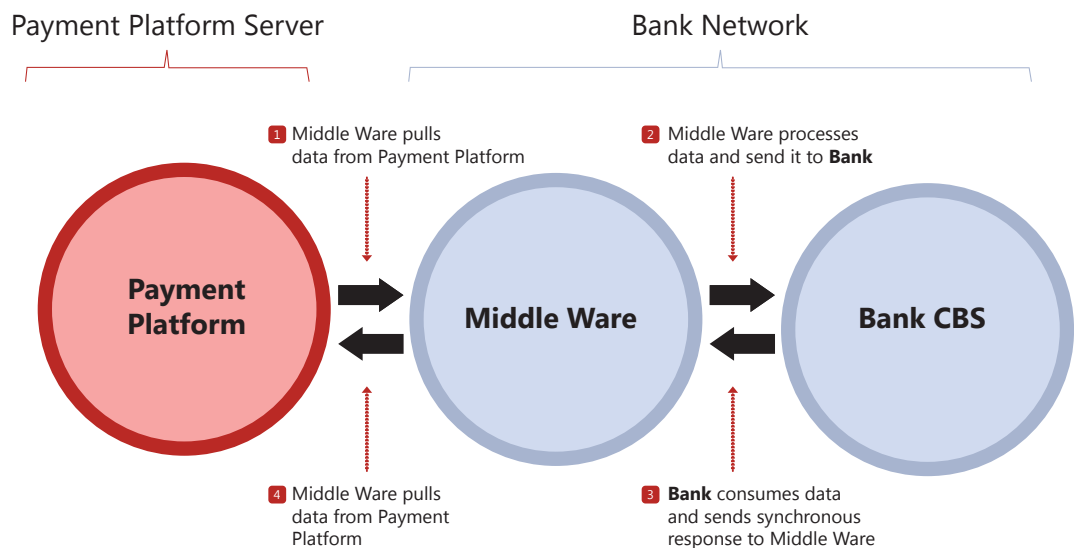 Payment Platform Server
Bank Network
1 Middle Ware pulls
data from Payment Platform
2 Middle Ware processes
data and send it to Bank
Payment
Platform
Middle Ware
Bank CBS
4 Middle Ware pulls
data from Payment
Platform
3 Bank consumes data
and sends synchronous
response to Middle Ware